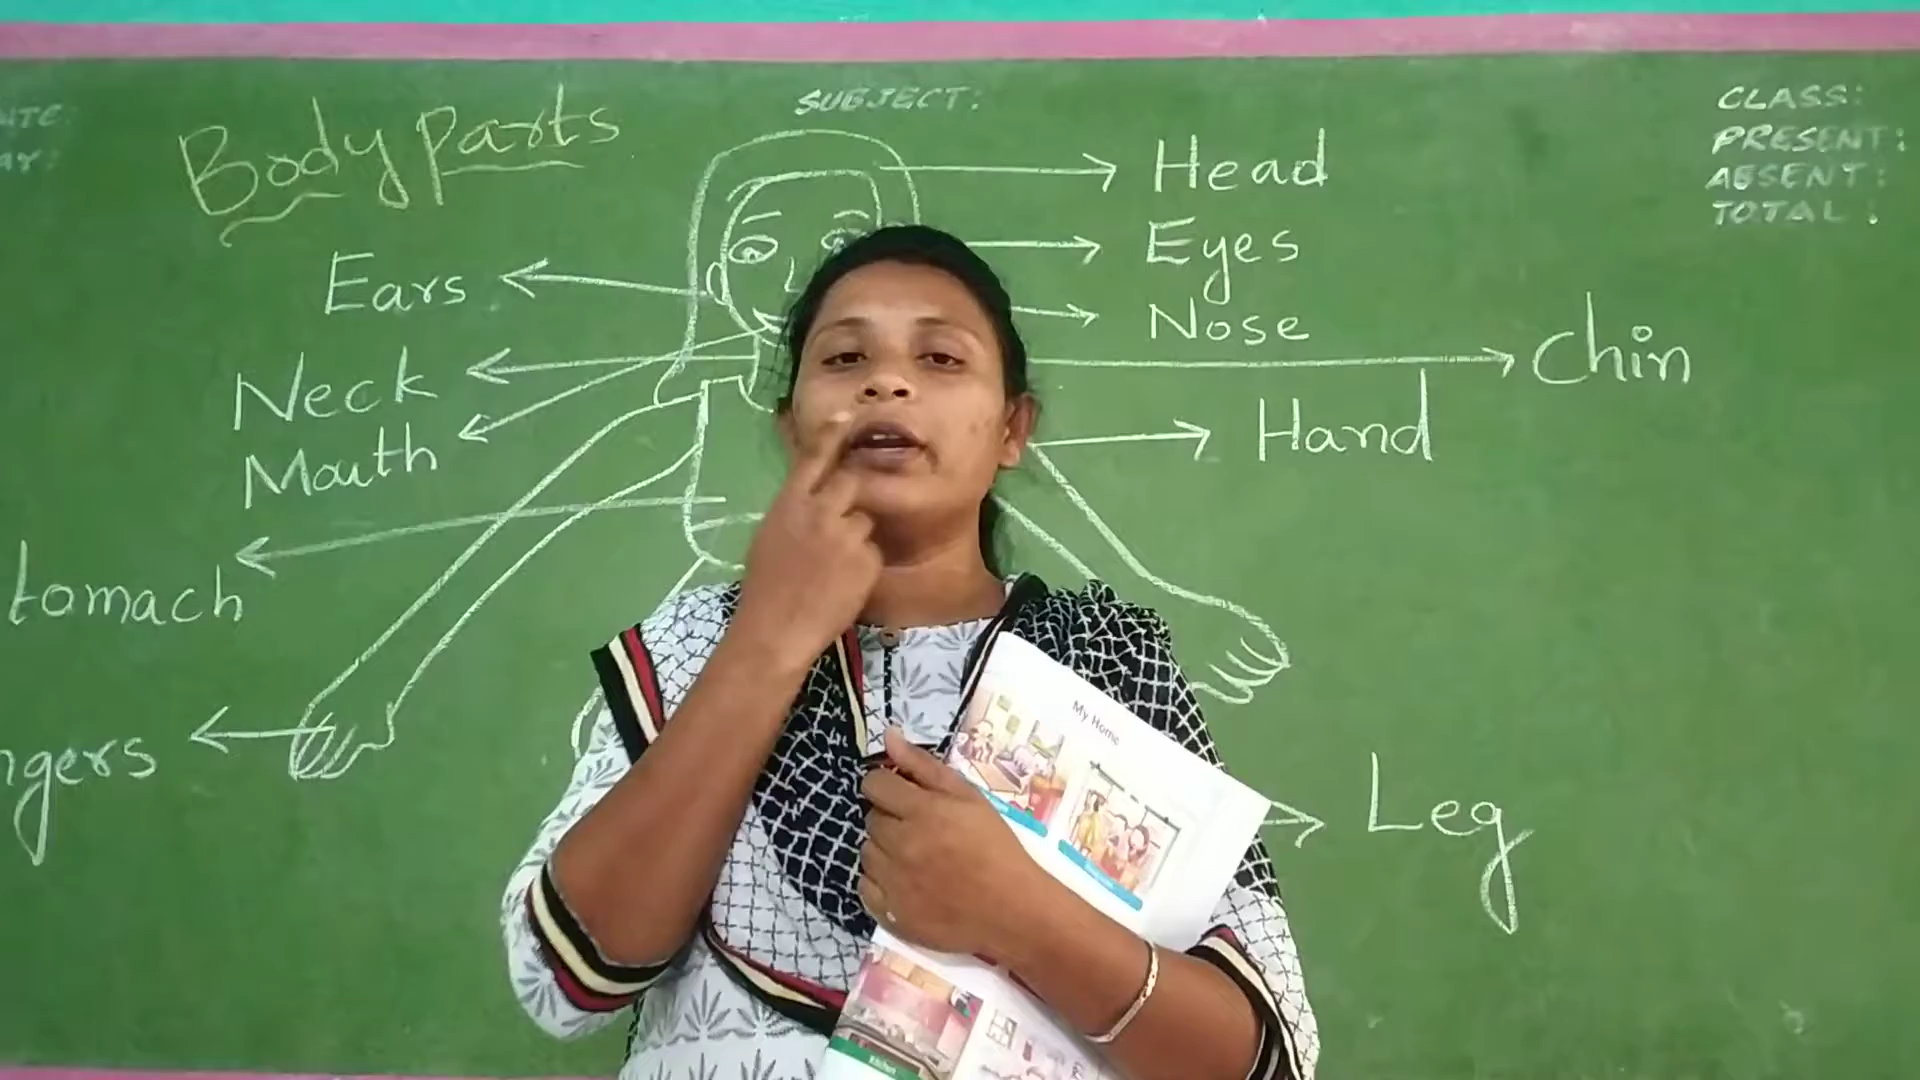 SUBJECT:
CLASS:
PRESENT:
ABSENT:
TOTAL:
Body parts
Head
Ears
Eyes
Nose
Chin
Neck
Mouth
Hand
tomach
ngers
Leg
My Home
Kitchen